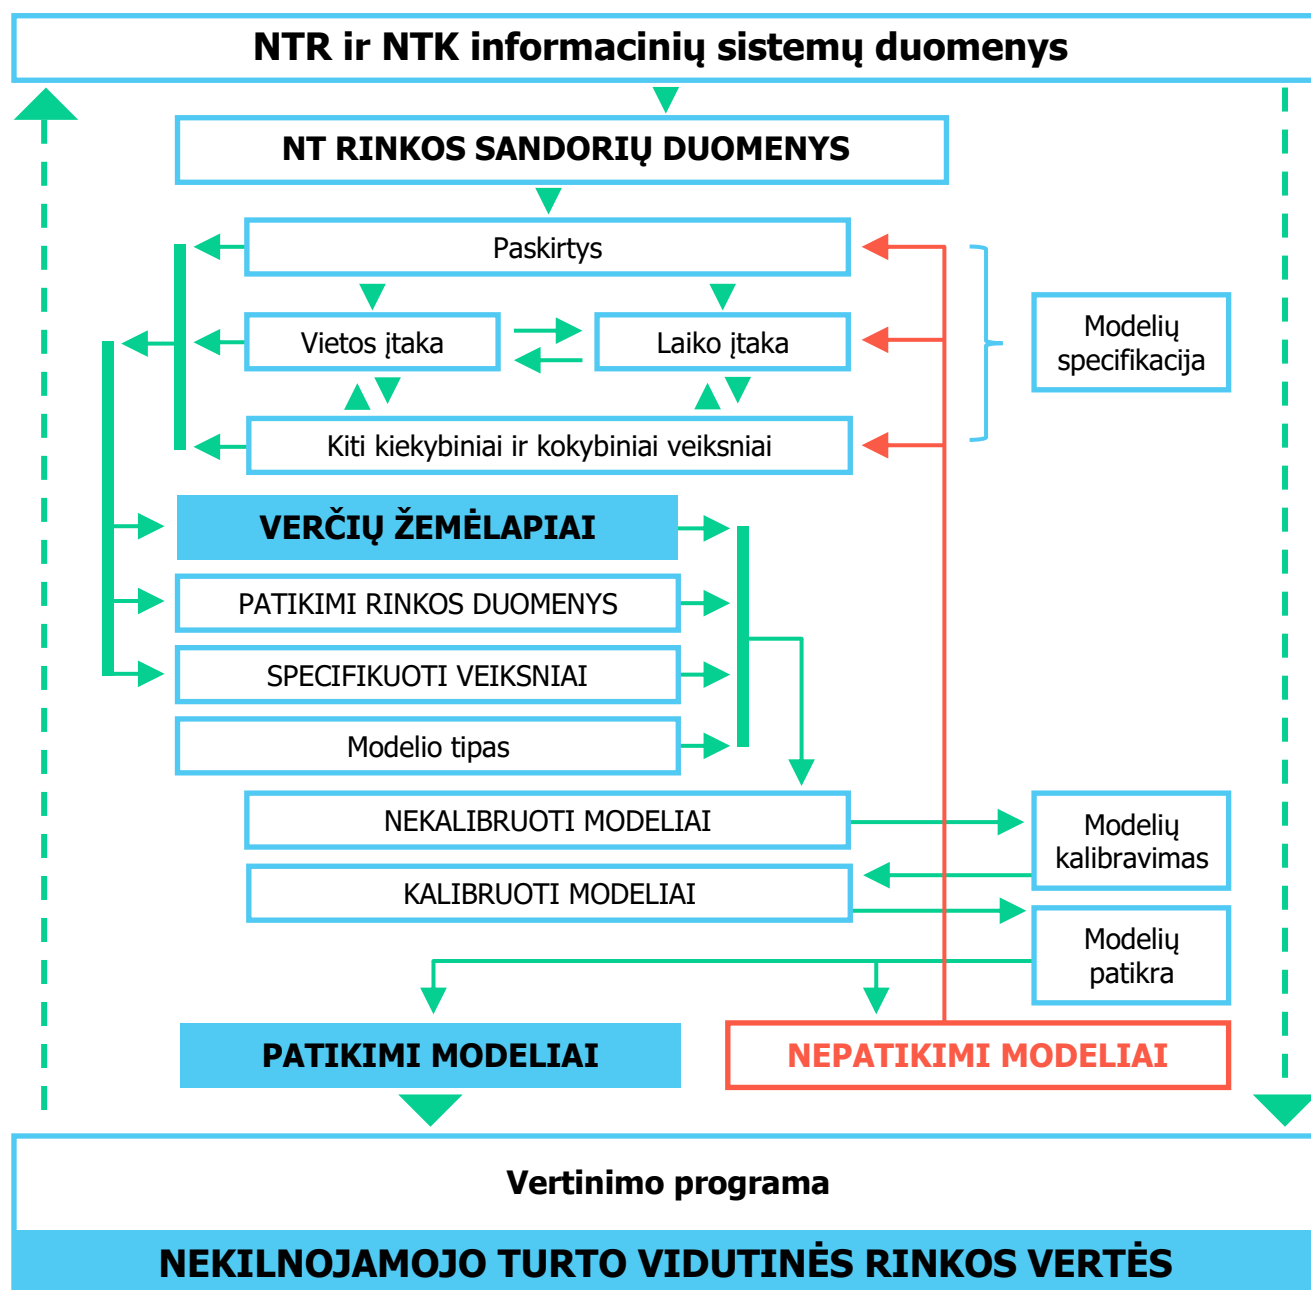 NTR ir NTK informacinių sistemų duomenys
NT RINKOS SANDORIŲ DUOMENYS
Paskirtys
Vietos įtaka
Laiko įtaka
Modelių
specifikacija
Kiti kiekybiniai ir kokybiniai veiksniai
VERČIŲ ŽEMĖLAPIAI
PATIKIMI RINKOS DUOMENYS
SPECIFIKUOTI VEIKSNIAI
Modelio tipas
NEKALIBRUOTI MODELIAI
Modelių
kalibravimas
KALIBRUOTI MODELIAI
Modelių
patikra
PATIKIMI MODELIAI
NEPATIKIMI MODELIAI
Vertinimo programa
NEKILNOJAMOJO TURTO VIDUTINĖS RINKOS VERTĖS